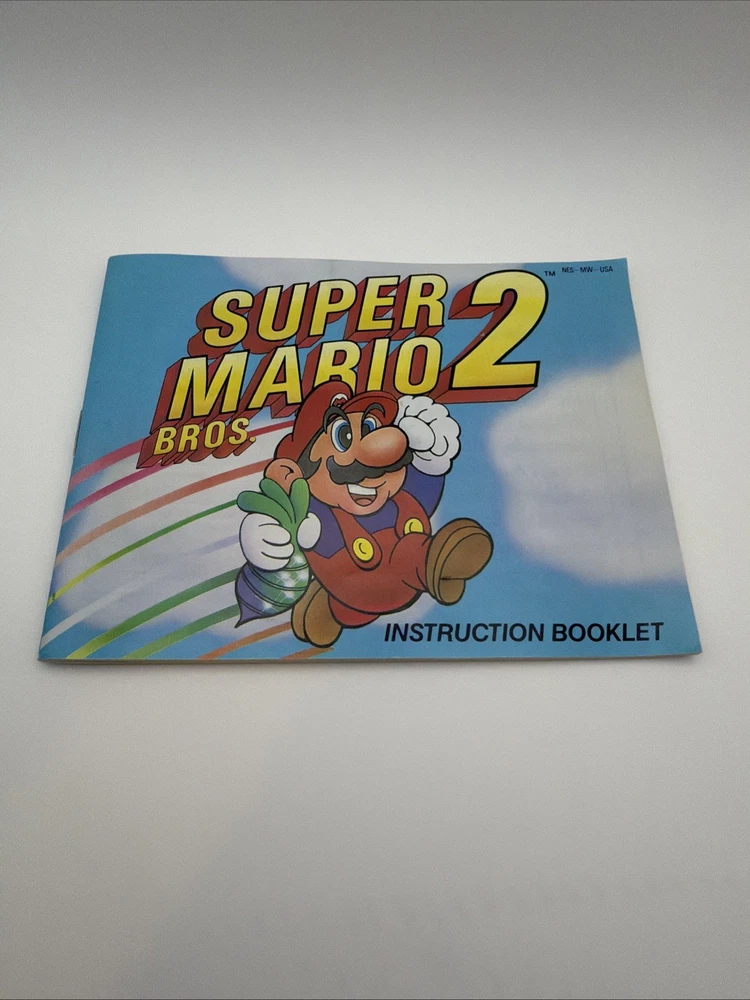 SUPER
MARIO 2
BROS.
TM NES-MW-USA
M
INSTRUCTION BOOKLET